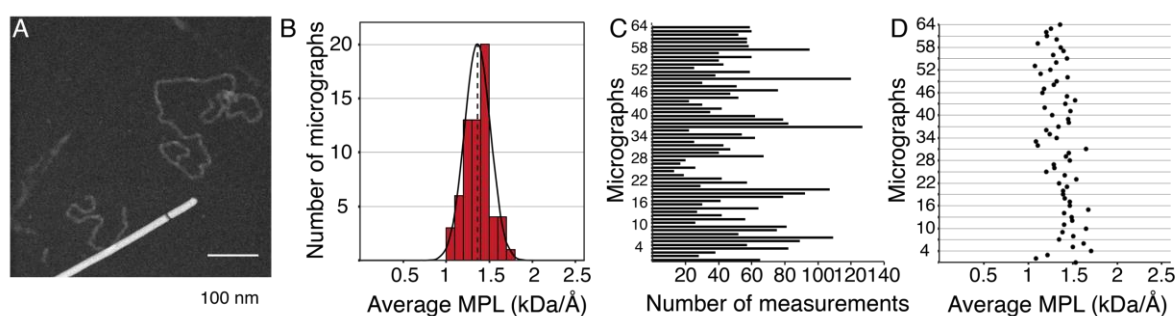 A
100 nm
B
Number of micrographs
20
15
10
5
0.5 1 1.5 2 2.5
Average MPL (kDa/Å)
C
Micrographs
64
58
52
46
40
34
28
22
16
10
4
20 40 60 80 100 120 140
Number of measurements
D
Micrographs
64
58
52
46
40
34
28
22
16
10
4
0.5 1 1.5 2 2.5
Average MPL (kDa/Å)